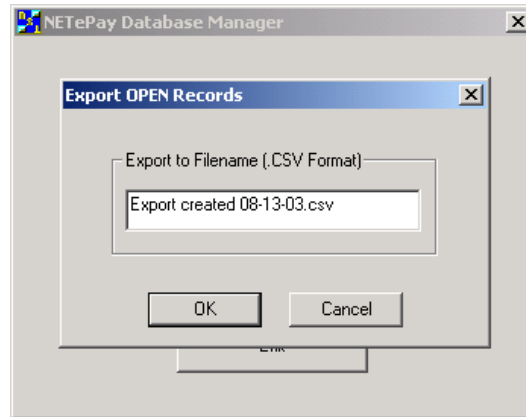 NETePay Database Manager
Export OPEN Records
Export to Filename (.CSV Format)
Export created 08-13-03.csv
OK
Cancel